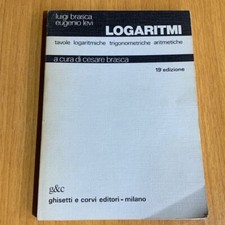 luigi brasca
eugenio levi
LOGARITMI
tavole logaritmiche trigonometriche aritmetiche
a cura di cesare brasca
19 edizione
g&c
ghisetti e corvi editori - milano